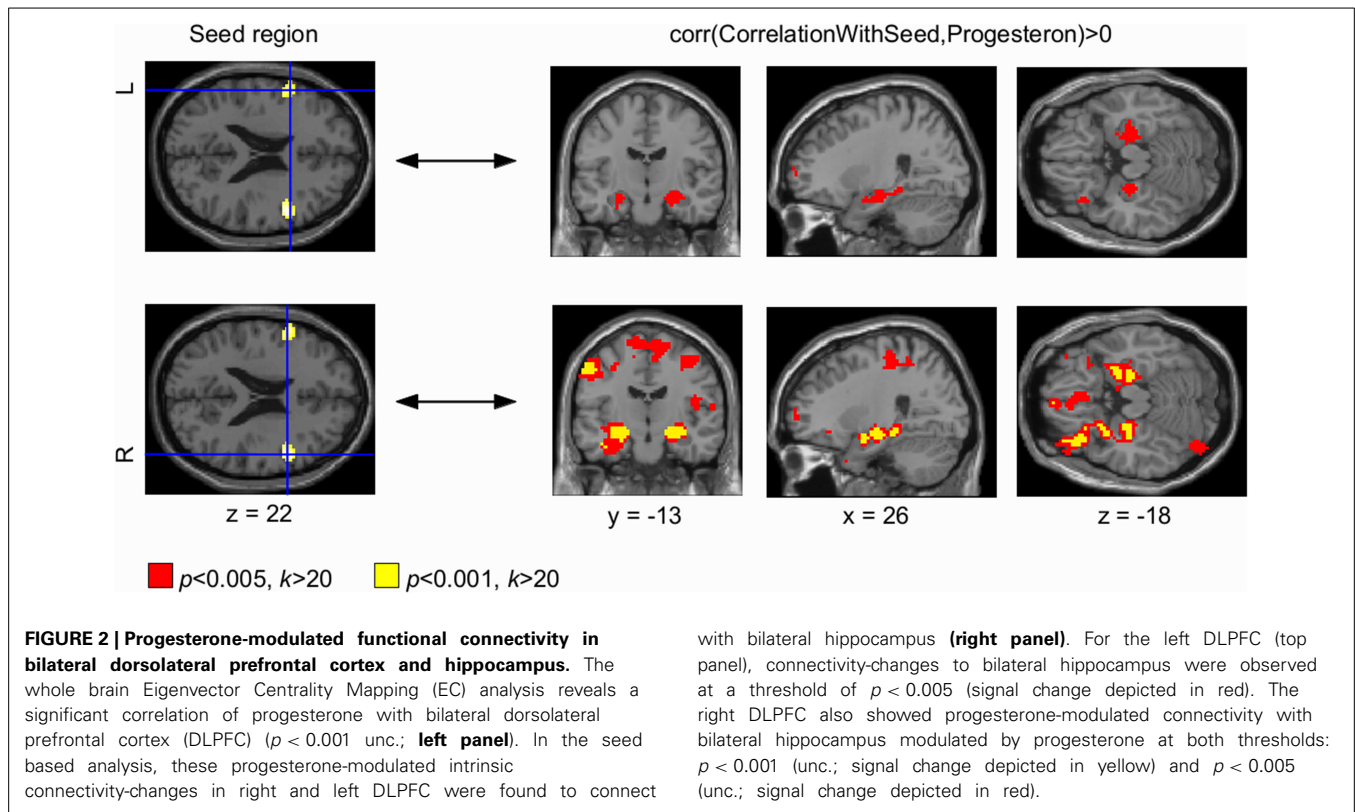 Seed region
corr(CorrelationWithSeed,Progesteron)>0
L
R
z = 22
y = -13
x = 26
z = -18
p<0.005, k>20
p<0.001, k>20
FIGURE 2 | Progesterone-modulated functional connectivity in
bilateral dorsolateral prefrontal cortex and hippocampus. The
whole brain Eigenvector Centrality Mapping (EC) analysis reveals a
significant correlation of progesterone with bilateral dorsolateral
prefrontal cortex (DLPFC) (p < 0.001 unc.; left panel). In the seed
based analysis, these progesterone-modulated intrinsic
connectivity-changes in right and left DLPFC were found to connect
with bilateral hippocampus (right panel). For the left DLPFC (top
panel), connectivity-changes to bilateral hippocampus were observed
at a threshold of p < 0.005 (signal change depicted in red). The
right DLPFC also showed progesterone-modulated connectivity with
bilateral hippocampus modulated by progesterone at both thresholds:
p < 0.001 (unc.; signal change depicted in yellow) and p < 0.005
(unc.; signal change depicted in red).